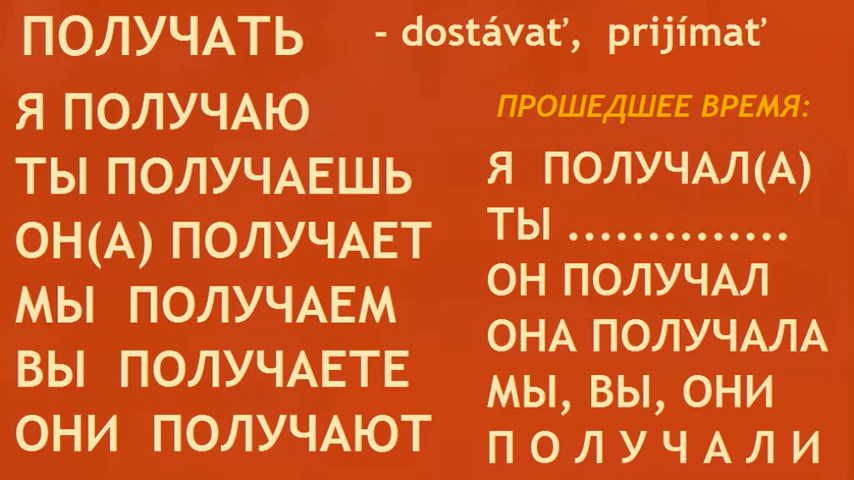 ПОЛУЧАТЬ - dostávať, prijímať
Я ПОЛУЧАЮ
ТЫ ПОЛУЧАЕШЬ
ОН(А) ПОЛУЧАЕТ
МЫ ПОЛУЧАЕМ
ВЫ ПОЛУЧАЕТЕ
ОНИ ПОЛУЧАЮТ
ПРОШЕДШЕЕ ВРЕМЯ:
Я ПОЛУЧАЛ(А)
ТЫ ..............
ОН ПОЛУЧАЛ
ОНА ПОЛУЧАЛА
МЫ, ВЫ, ОНИ
П О Л У Ч А Л И